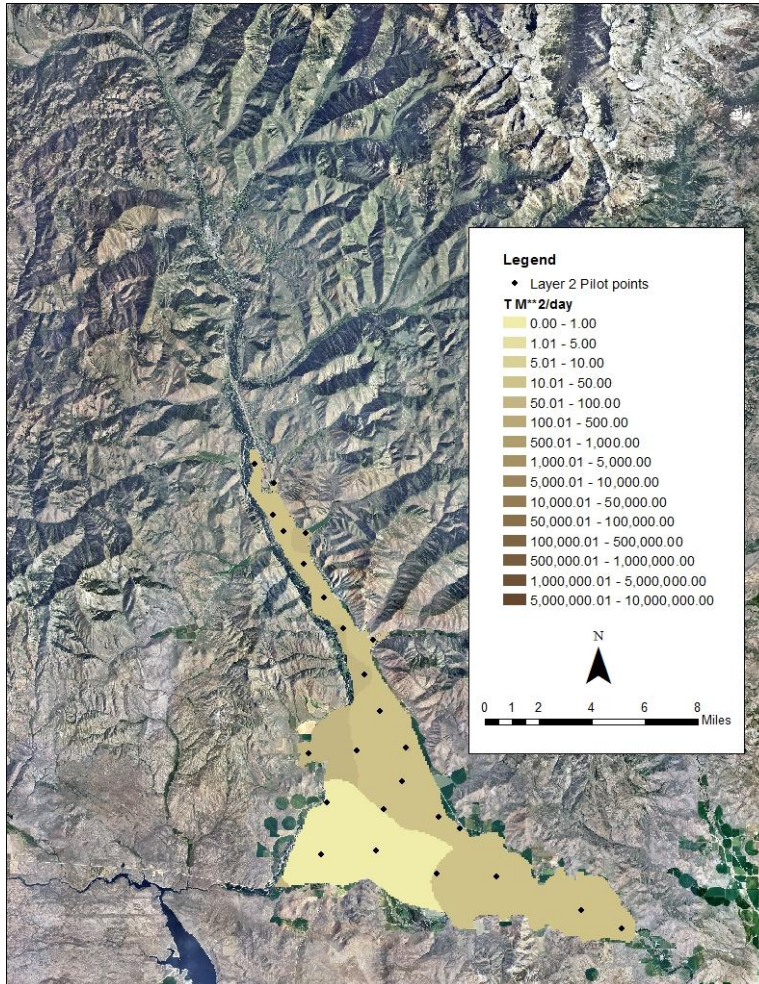 Legend
Layer 2 Pilot points
T M**2/day
0.00 - 1.00
1.01 - 5.00
5.01 - 10.00
10.01 - 50.00
50.01 - 100.00
100.01 - 500.00
500.01 - 1,000.00
1,000.01 - 5,000.00
5,000.01 - 10,000.00
10,000.01 - 50,000.00
50,000.01 - 100,000.00
100,000.01 - 500,000.00
500,000.01 - 1,000,000.00
1,000,000.01 - 5,000,000.00
5,000,000.01 - 10,000,000.00
N
0 1 2 4 6 8
Miles